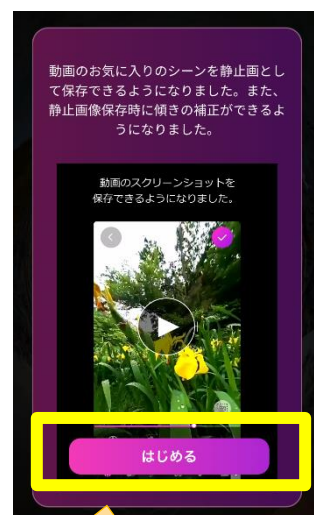 動画のお気に入りのシーンを静止画とし
て保存できるようになりました。また、
静止画像保存時に傾きの補正ができるよ
うになりました。
動画のスクリーンショットを
保存できるようになりました。
はじめる